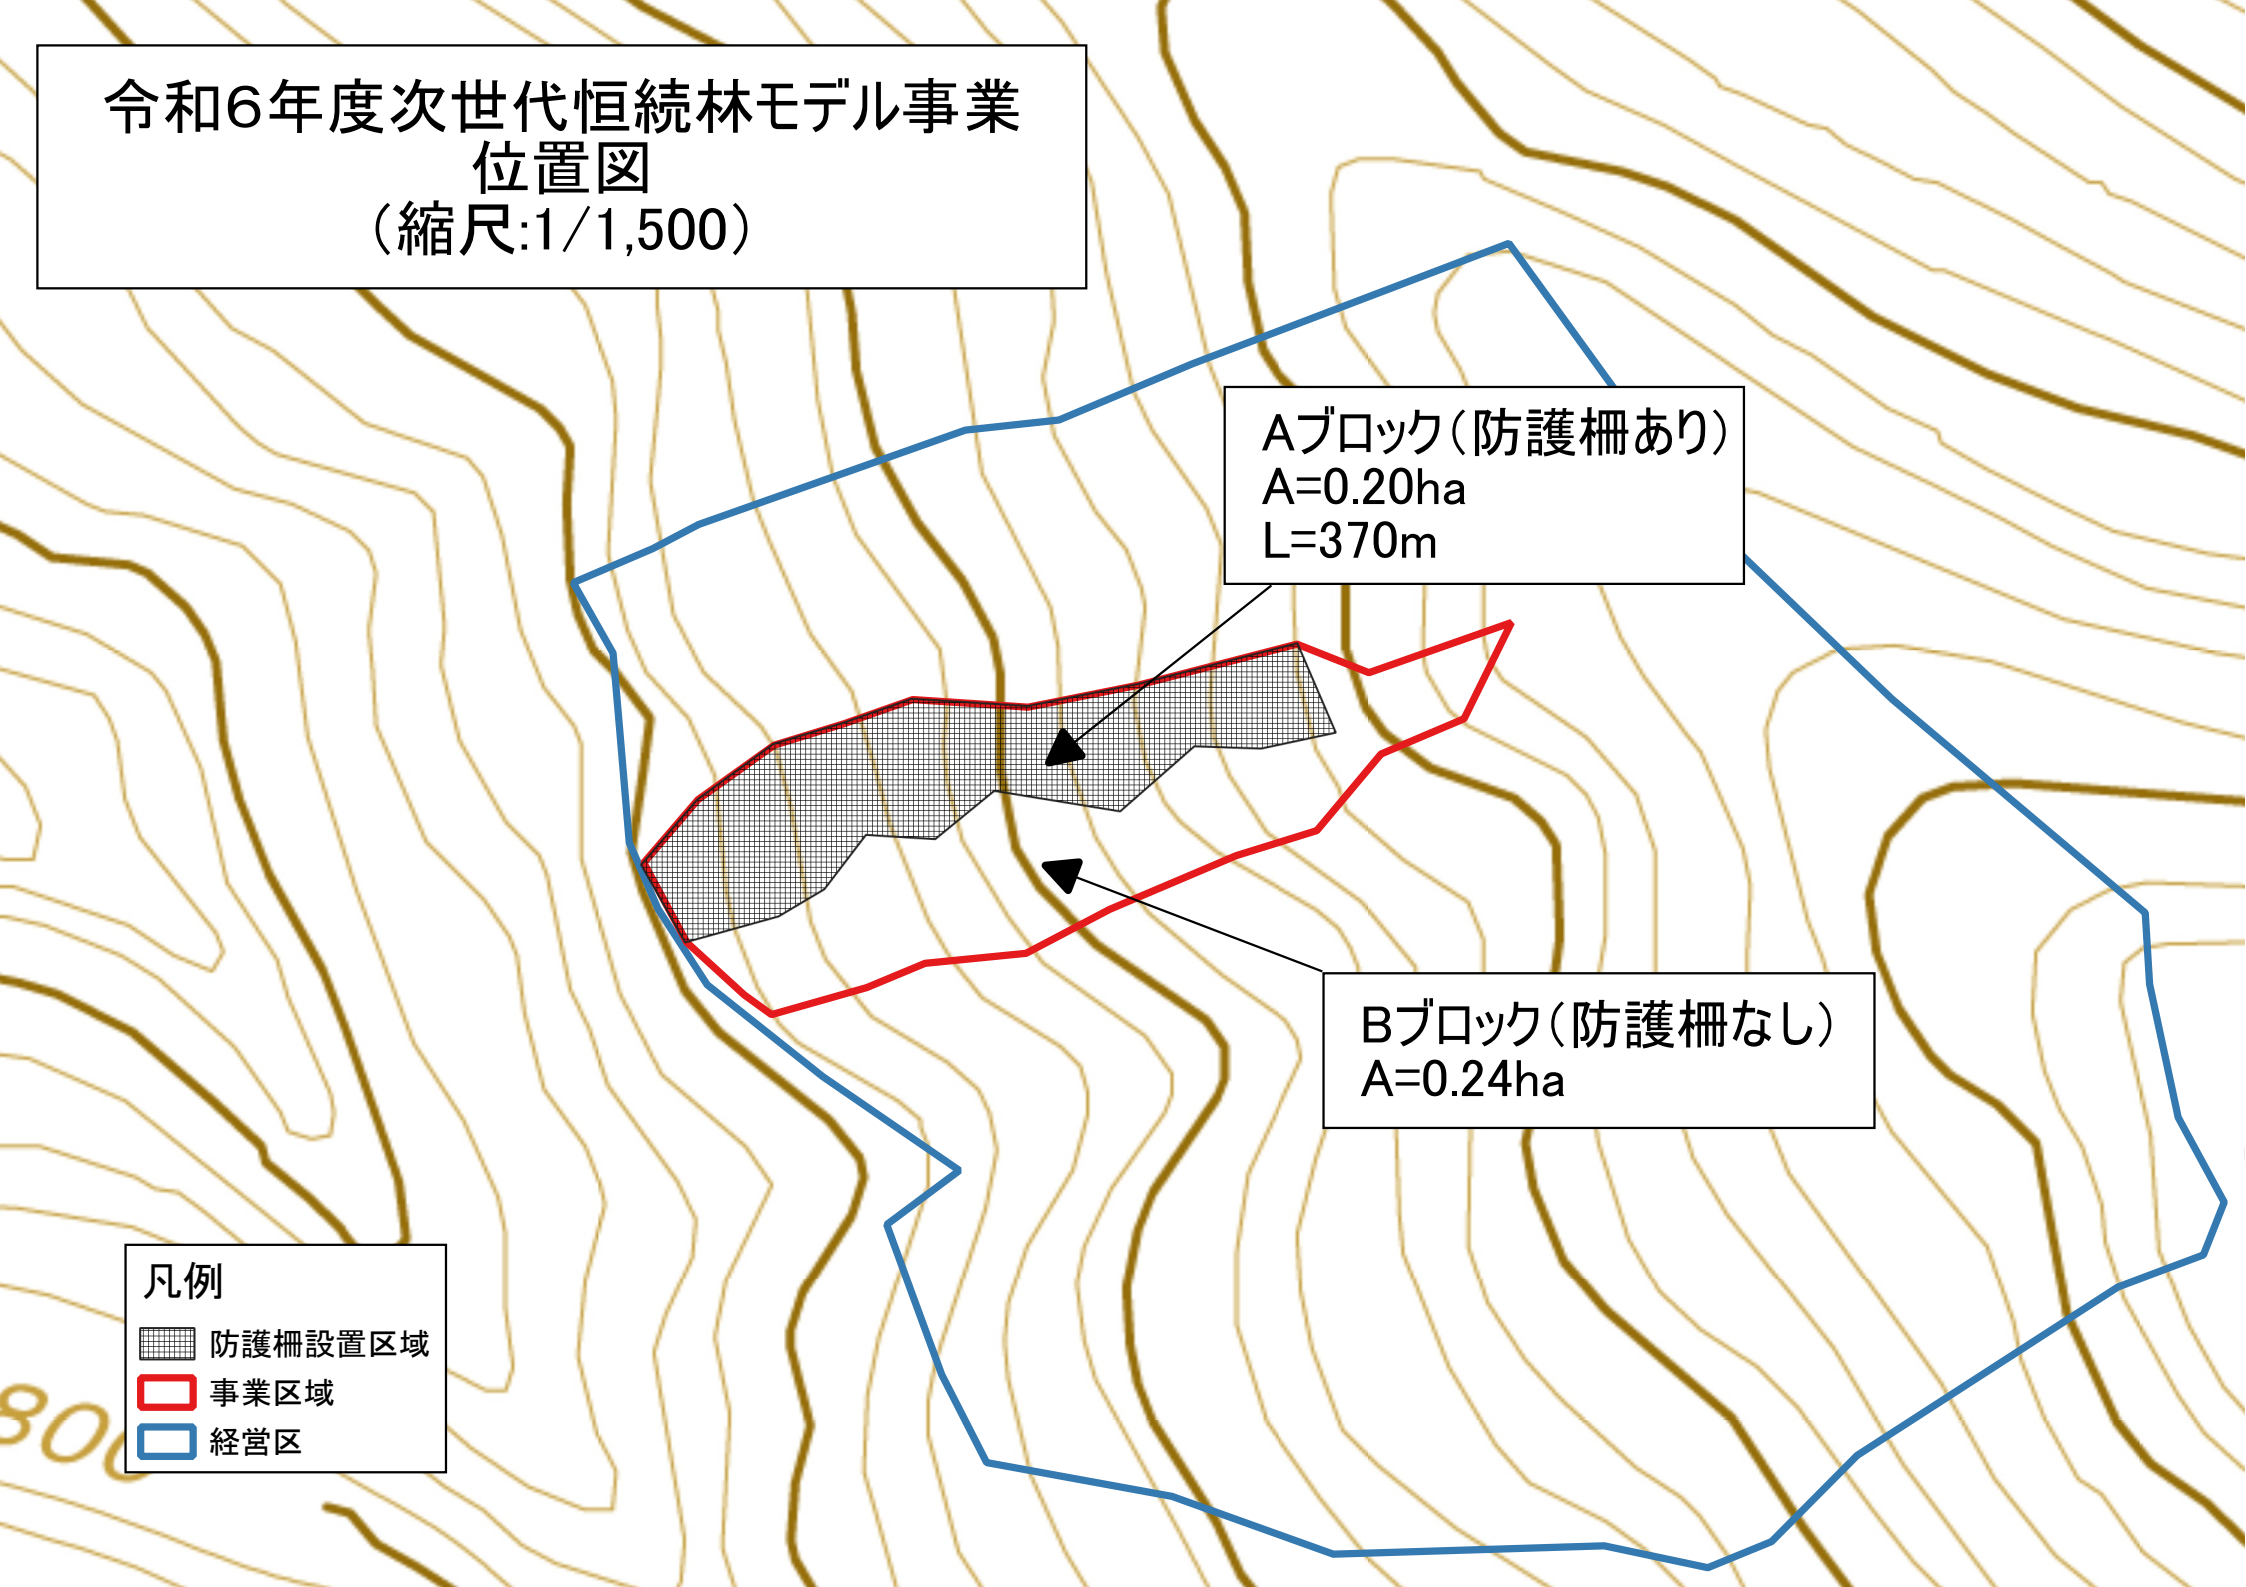 令和6年度次世代恒続林モデル事業
位置図
（縮尺:1/1,500）
Aブロック（防護柵あり）
A=0.20ha
L=370m
Bブロック（防護柵なし）
A=0.24ha
凡例
防護柵設置区域
事業区域
経営区
800